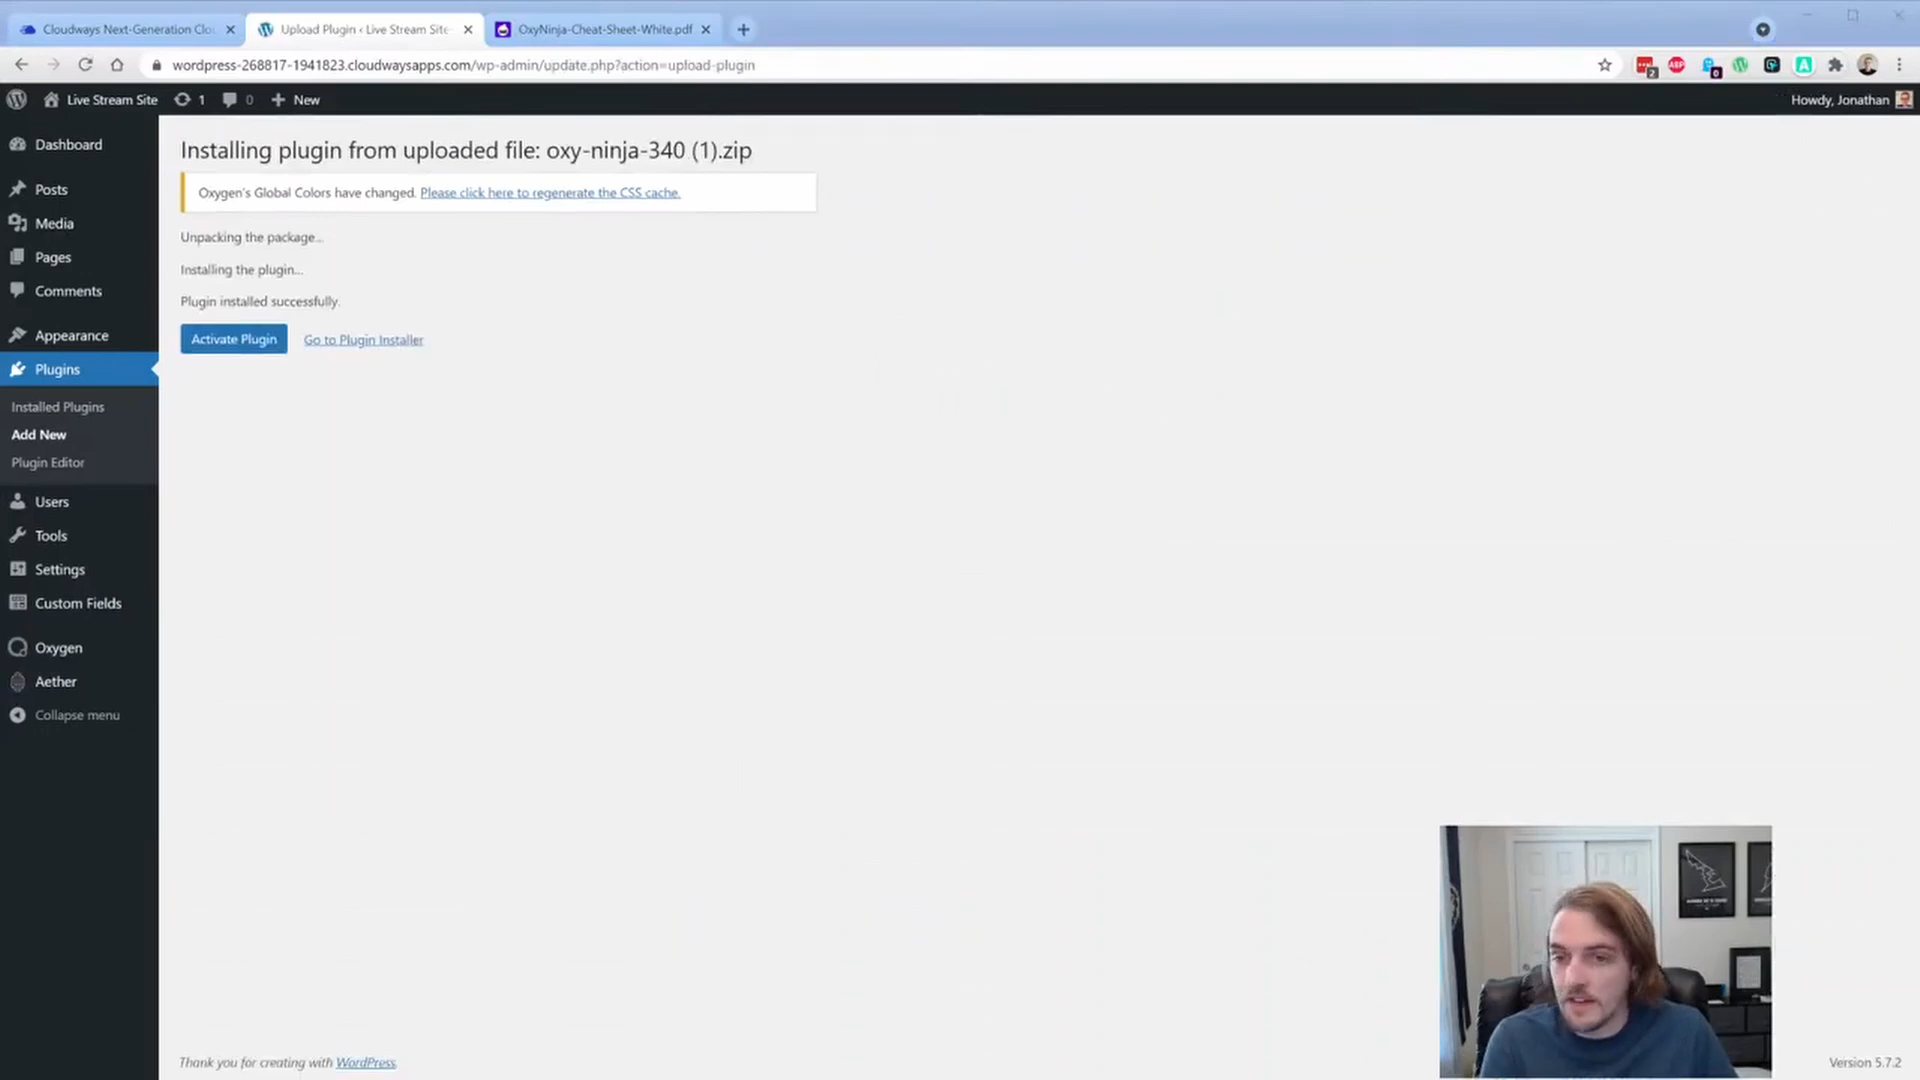 Cloudways Next-Generation Clo
Upload Plugin ‹ Live Stream Site
OxyNinja-Cheat-Sheet-White.pdf
wordpress-268817-1941823.cloudwaysapps.com/wp-admin/update.php?action=upload-plugin
Live Stream Site
1
0
New
Howdy, Jonathan
Dashboard
Posts
Media
Pages
Comments
Appearance
Plugins
Installed Plugins
Add New
Plugin Editor
Users
Tools
Settings
Custom Fields
Oxygen
Aether
Collapse menu
Installing plugin from uploaded file: oxy-ninja-340 (1).zip
Oxygen's Global Colors have changed. Please click here to regenerate the CSS cache.
Unpacking the package...
Installing the plugin...
Plugin installed successfully.
Activate Plugin Go to Plugin Installer
Thank you for creating with WordPress.
Version 5.7.2